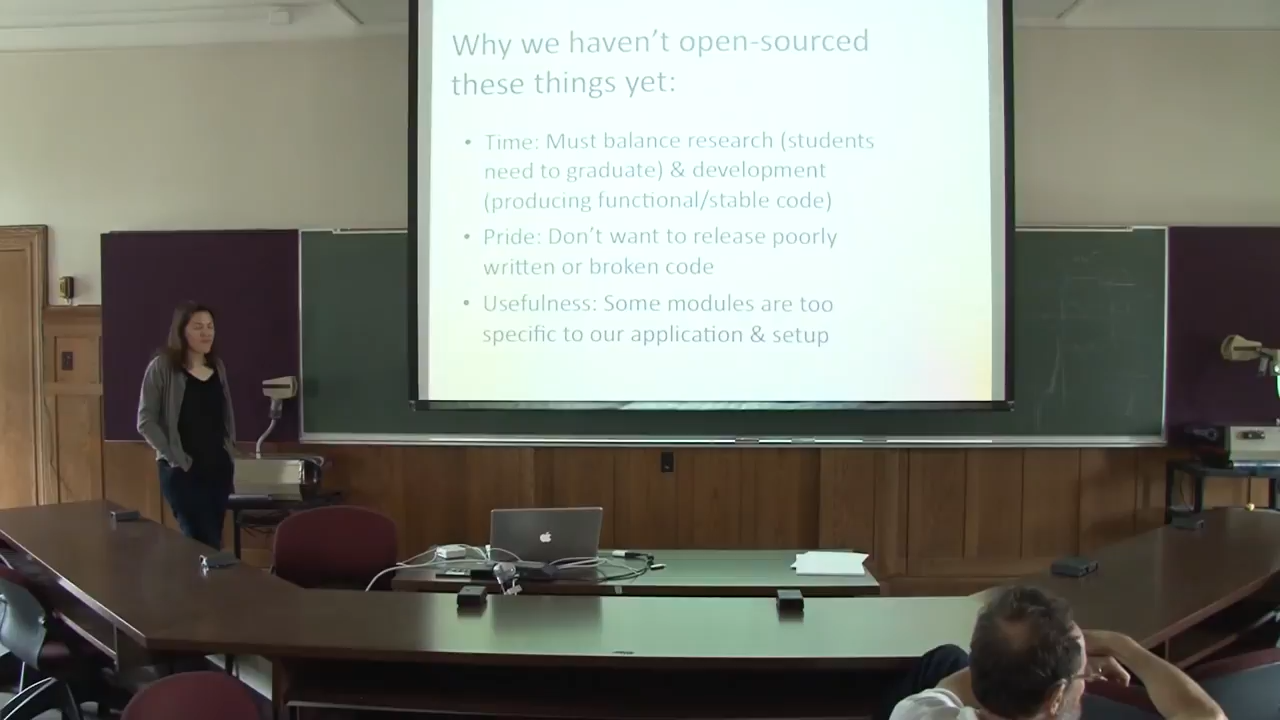 Why we haven't open-sourced
these things yet:
• Time: Must balance research (students
need to graduate) & development
(producing functional/stable code)
• Pride: Don't want to release poorly
written or broken code
• Usefulness: Some modules are too
specific to our application & setup